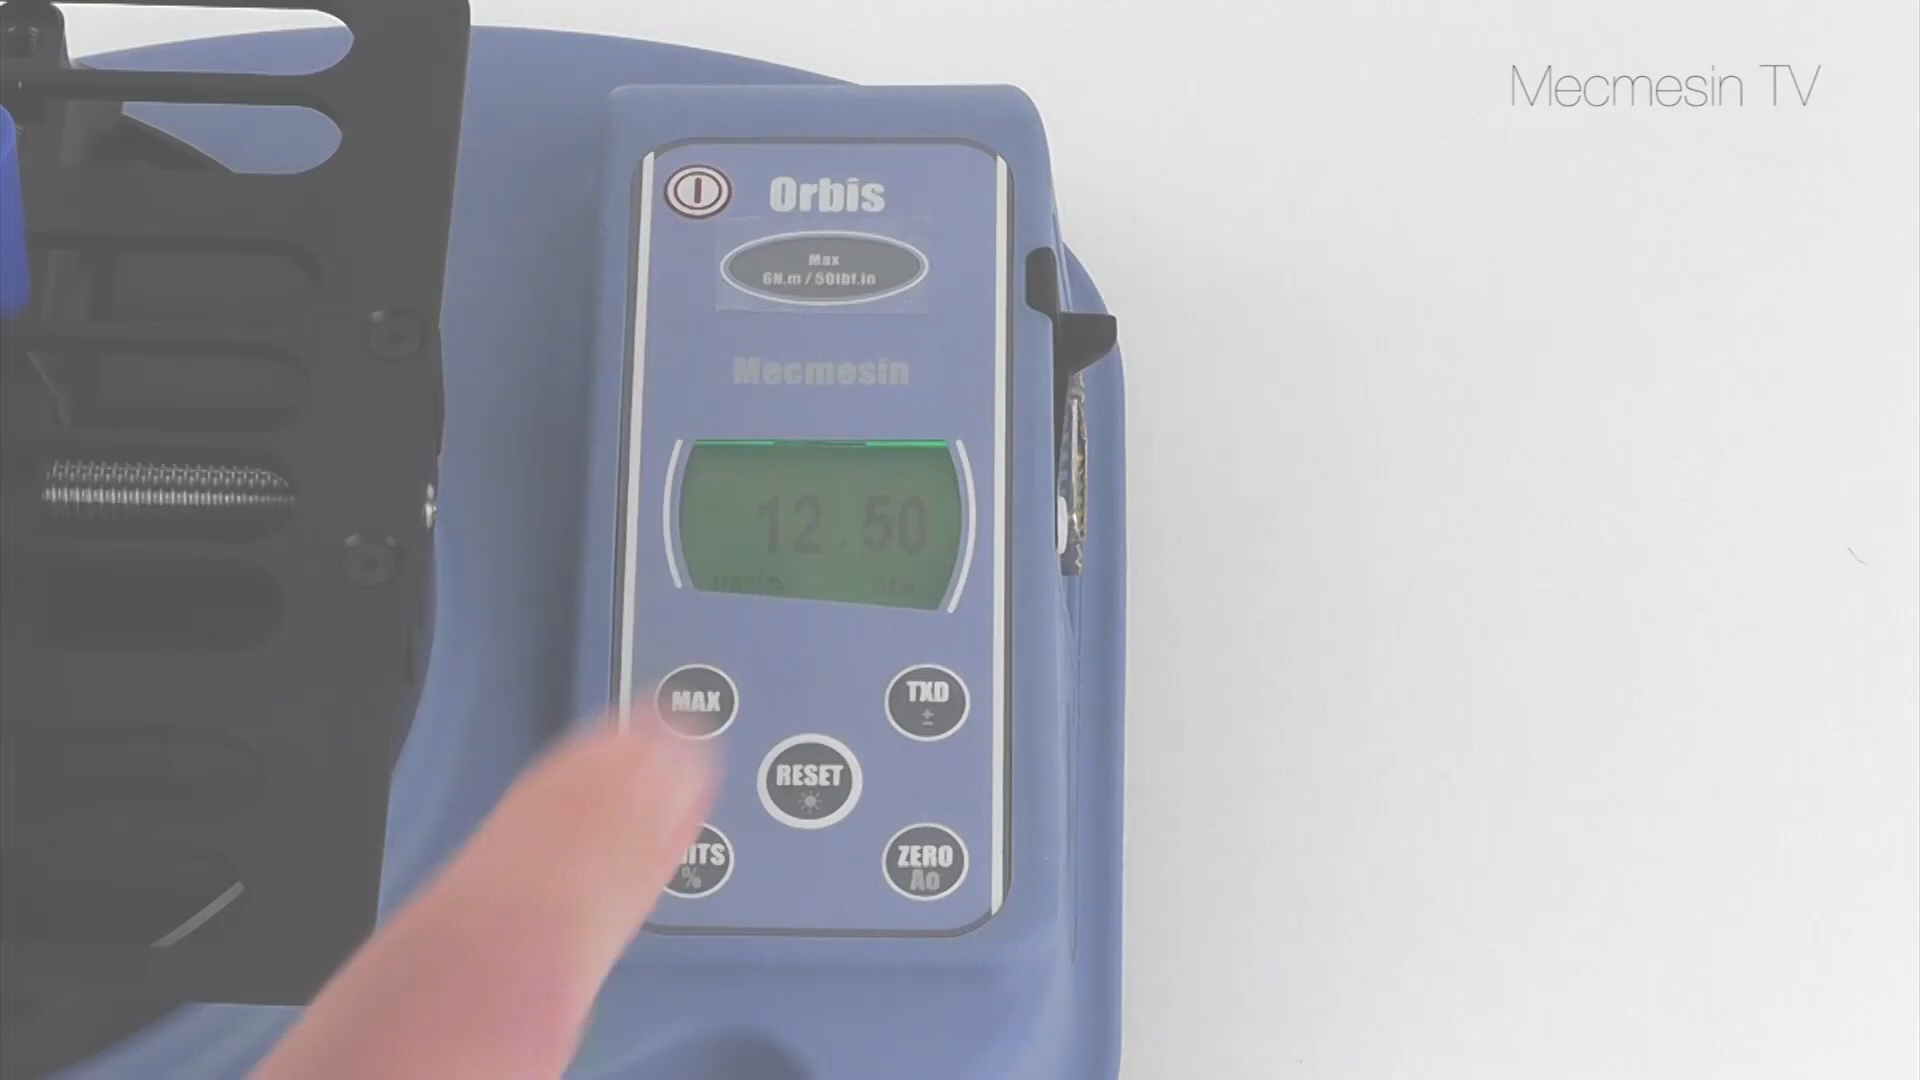 Mecmesin TV
Orbis
Max
6N.m / 50lbf.in
Mecmesin
12.50
MAX
TXD
±
RESET
%
ZERO
Ao